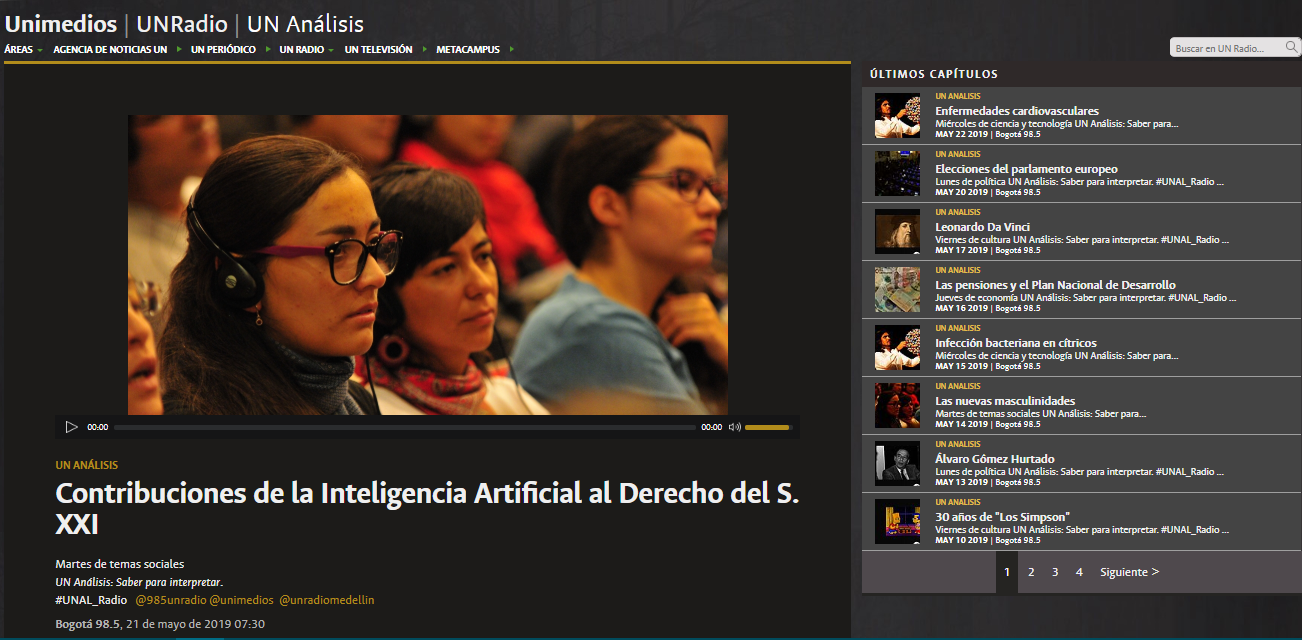 Unimedios | UNRadio | UN Análisis
ÁREAS AGENCIA DE NOTICIAS UN UN PERIÓDICO UN RADIO UN TELEVISIÓN METACAMPUS
Buscar en UN Radio...
00:00 00:00
UN ANÁLISIS
Contribuciones de la Inteligencia Artificial al Derecho del S.
XXI
Martes de temas sociales
UN Análisis: Saber para interpretar.
#UNAL_Radio @985unradio @unimedios @unradiomedellin
Bogotá 98.5, 21 de mayo de 2019 07:30
ÚLTIMOS CAPÍTULOS
UN ANALISIS
Enfermedades cardiovasculares
Miércoles de ciencia y tecnología UN Análisis: Saber para...
MAY 22 2019 | Bogotá 98.5
UN ANALISIS
Elecciones del parlamento europeo
Lunes de política UN Análisis: Saber para interpretar. #UNAL_Radio ...
MAY 20 2019 | Bogotá 98.5
UN ANALISIS
Leonardo Da Vinci
Viernes de cultura UN Análisis: Saber para interpretar. #UNAL_Radio ...
MAY 17 2019 | Bogotá 98.5
UN ANALISIS
Las pensiones y el Plan Nacional de Desarrollo
Jueves de economía UN Análisis: Saber para interpretar. #UNAL_Radio ...
MAY 16 2019 | Bogotá 98.5
UN ANALISIS
Infección bacteriana en cítricos
Miércoles de ciencia y tecnología UN Análisis: Saber para...
MAY 15 2019 | Bogotá 98.5
UN ANALISIS
Las nuevas masculinidades
Martes de temas sociales UN Análisis: Saber para...
MAY 14 2019 | Bogotá 98.5
UN ANALISIS
Álvaro Gómez Hurtado
Lunes de política UN Análisis: Saber para interpretar. #UNAL_Radio ...
MAY 13 2019 | Bogotá 98.5
UN ANALISIS
30 años de "Los Simpson"
Viernes de cultura UN Análisis: Saber para interpretar. #UNAL_Radio ...
MAY 10 2019 | Bogotá 98.5
1 2 3 4 Siguiente >